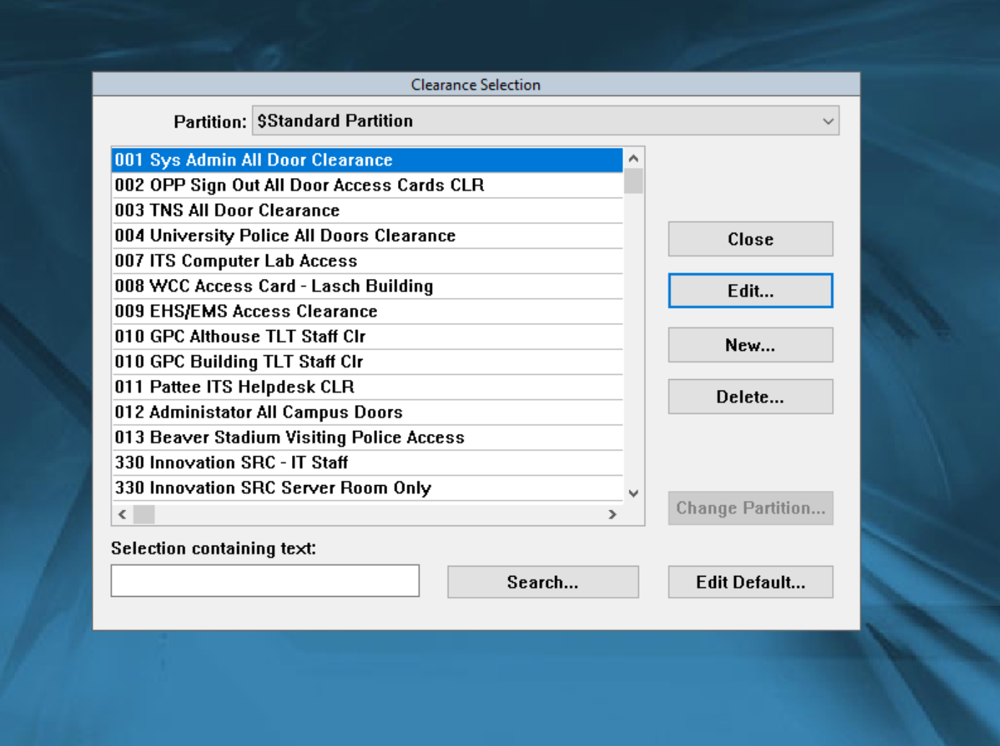 Clearance Selection
Partition: $Standard Partition
001 Sys Admin All Door Clearance
002 OPP Sign Out All Door Access Cards CLR
003 TNS All Door Clearance
004 University Police All Doors Clearance
007 ITS Computer Lab Access
008 WCC Access Card - Lasch Building
009 EHS/EMS Access Clearance
010 GPC Althouse TLT Staff Clr
010 GPC Building TLT Staff Clr
011 Pattee ITS Helpdesk CLR
012 Administator All Campus Doors
013 Beaver Stadium Visiting Police Access
330 Innovation SRC - IT Staff
330 Innovation SRC Server Room Only
Close
Edit...
New...
Delete...
Change Partition...
Selection containing text:
Search...
Edit Default...